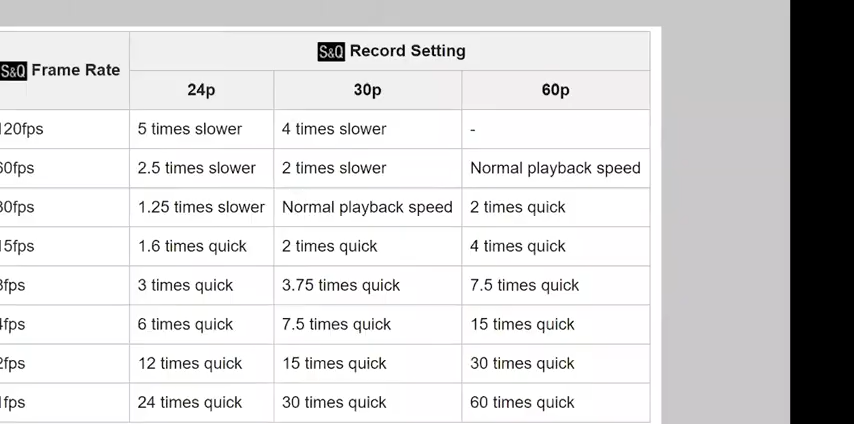 S&Q Record Setting
S&Q Frame Rate
24p 30p 60p
120fps 5 times slower 4 times slower -
60fps 2.5 times slower 2 times slower Normal playback speed
30fps 1.25 times slower Normal playback speed 2 times quick
15fps 1.6 times quick 2 times quick 4 times quick
8fps 3 times quick 3.75 times quick 7.5 times quick
4fps 6 times quick 7.5 times quick 15 times quick
2fps 12 times quick 15 times quick 30 times quick
1fps 24 times quick 30 times quick 60 times quick